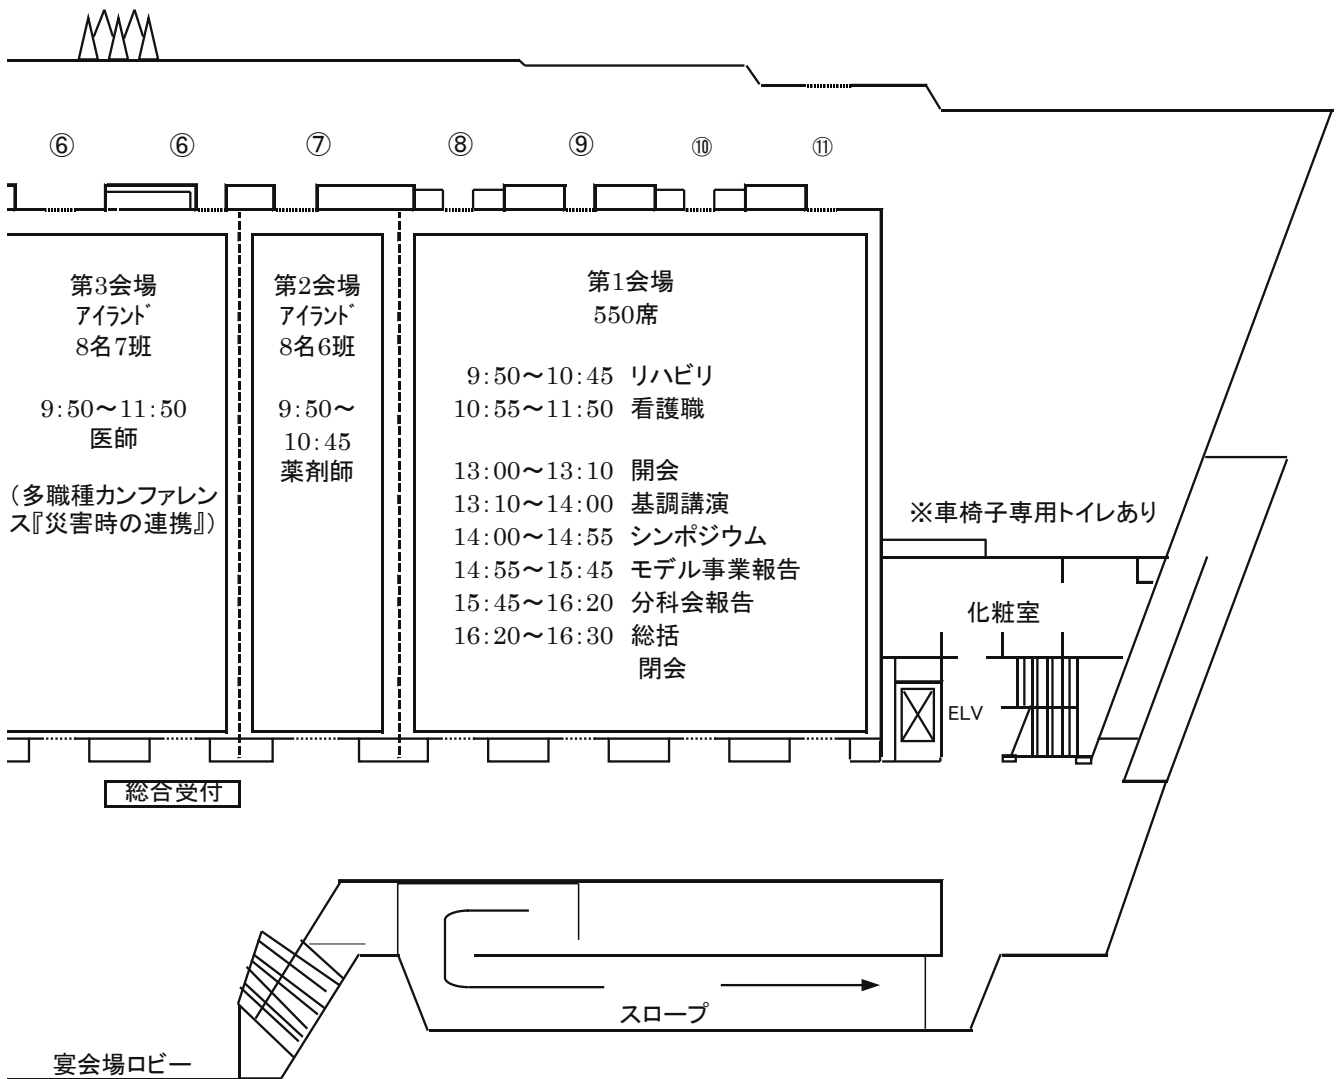 ⑥ ⑥ ⑦ ⑧ ⑨ ⑩ ⑪
第3会場
アイランド
8名7班
9:50～11:50
医師
（多職種カンファレン
ス『災害時の連携』）
第2会場
アイランド
8名6班
9:50～
10:45
薬剤師
第1会場
550席
9:50～10:45 リハビリ
10:55～11:50 看護職
13:00～13:10 開会
13:10～14:00 基調講演
14:00～14:55 シンポジウム
14:55～15:45 モデル事業報告
15:45～16:20 分科会報告
16:20～16:30 総括
閉会
※車椅子専用トイレあり
化粧室
ELV
総合受付
スロープ
宴会場ロビー